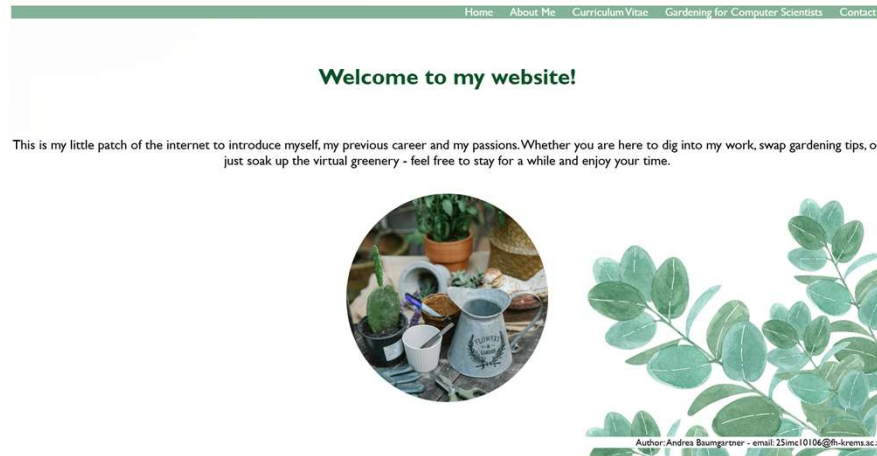 Home About Me Curriculum Vitae Gardening for Computer Scientists Contact
Welcome to my website!
This is my little patch of the internet to introduce myself, my previous career and my passions. Whether you are here to dig into my work, swap gardening tips, o
just soak up the virtual greenery - feel free to stay for a while and enjoy your time.
FLOWERS
&
GARDEN
Author: Andrea Baumgartner - email: 25imc10106@fh-krems.ac.